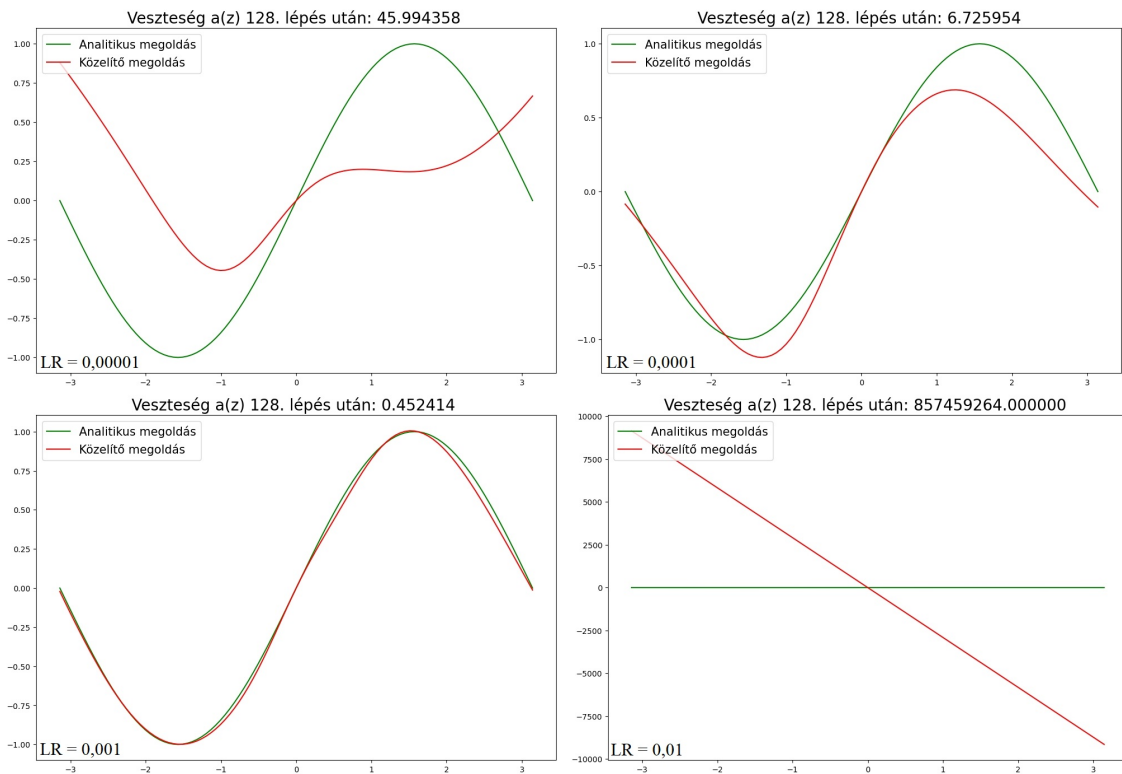 Veszteség a(z) 128. lépés után: 45.994358
Analitikus megoldás
Közelítő megoldás
1.00
0.75
0.50
0.25
0.00
−0.25
−0.50
−0.75
−1.00
LR = 0,00001
−3 −2 −1 0 1 2 3
Veszteség a(z) 128. lépés után: 6.725954
Analitikus megoldás
Közelítő megoldás
1.0
0.5
0.0
−0.5
−1.0
LR = 0,0001
−3 −2 −1 0 1 2 3
Veszteség a(z) 128. lépés után: 0.452414
Analitikus megoldás
Közelítő megoldás
1.00
0.75
0.50
0.25
0.00
−0.25
−0.50
−0.75
−1.00
LR = 0,001
−3 −2 −1 0 1 2 3
Veszteség a(z) 128. lépés után: 857459264.000000
Analitikus megoldás
Közelítő megoldás
10000
7500
5000
2500
0
−2500
−5000
−7500
−10000
LR = 0,01
−3 −2 −1 0 1 2 3